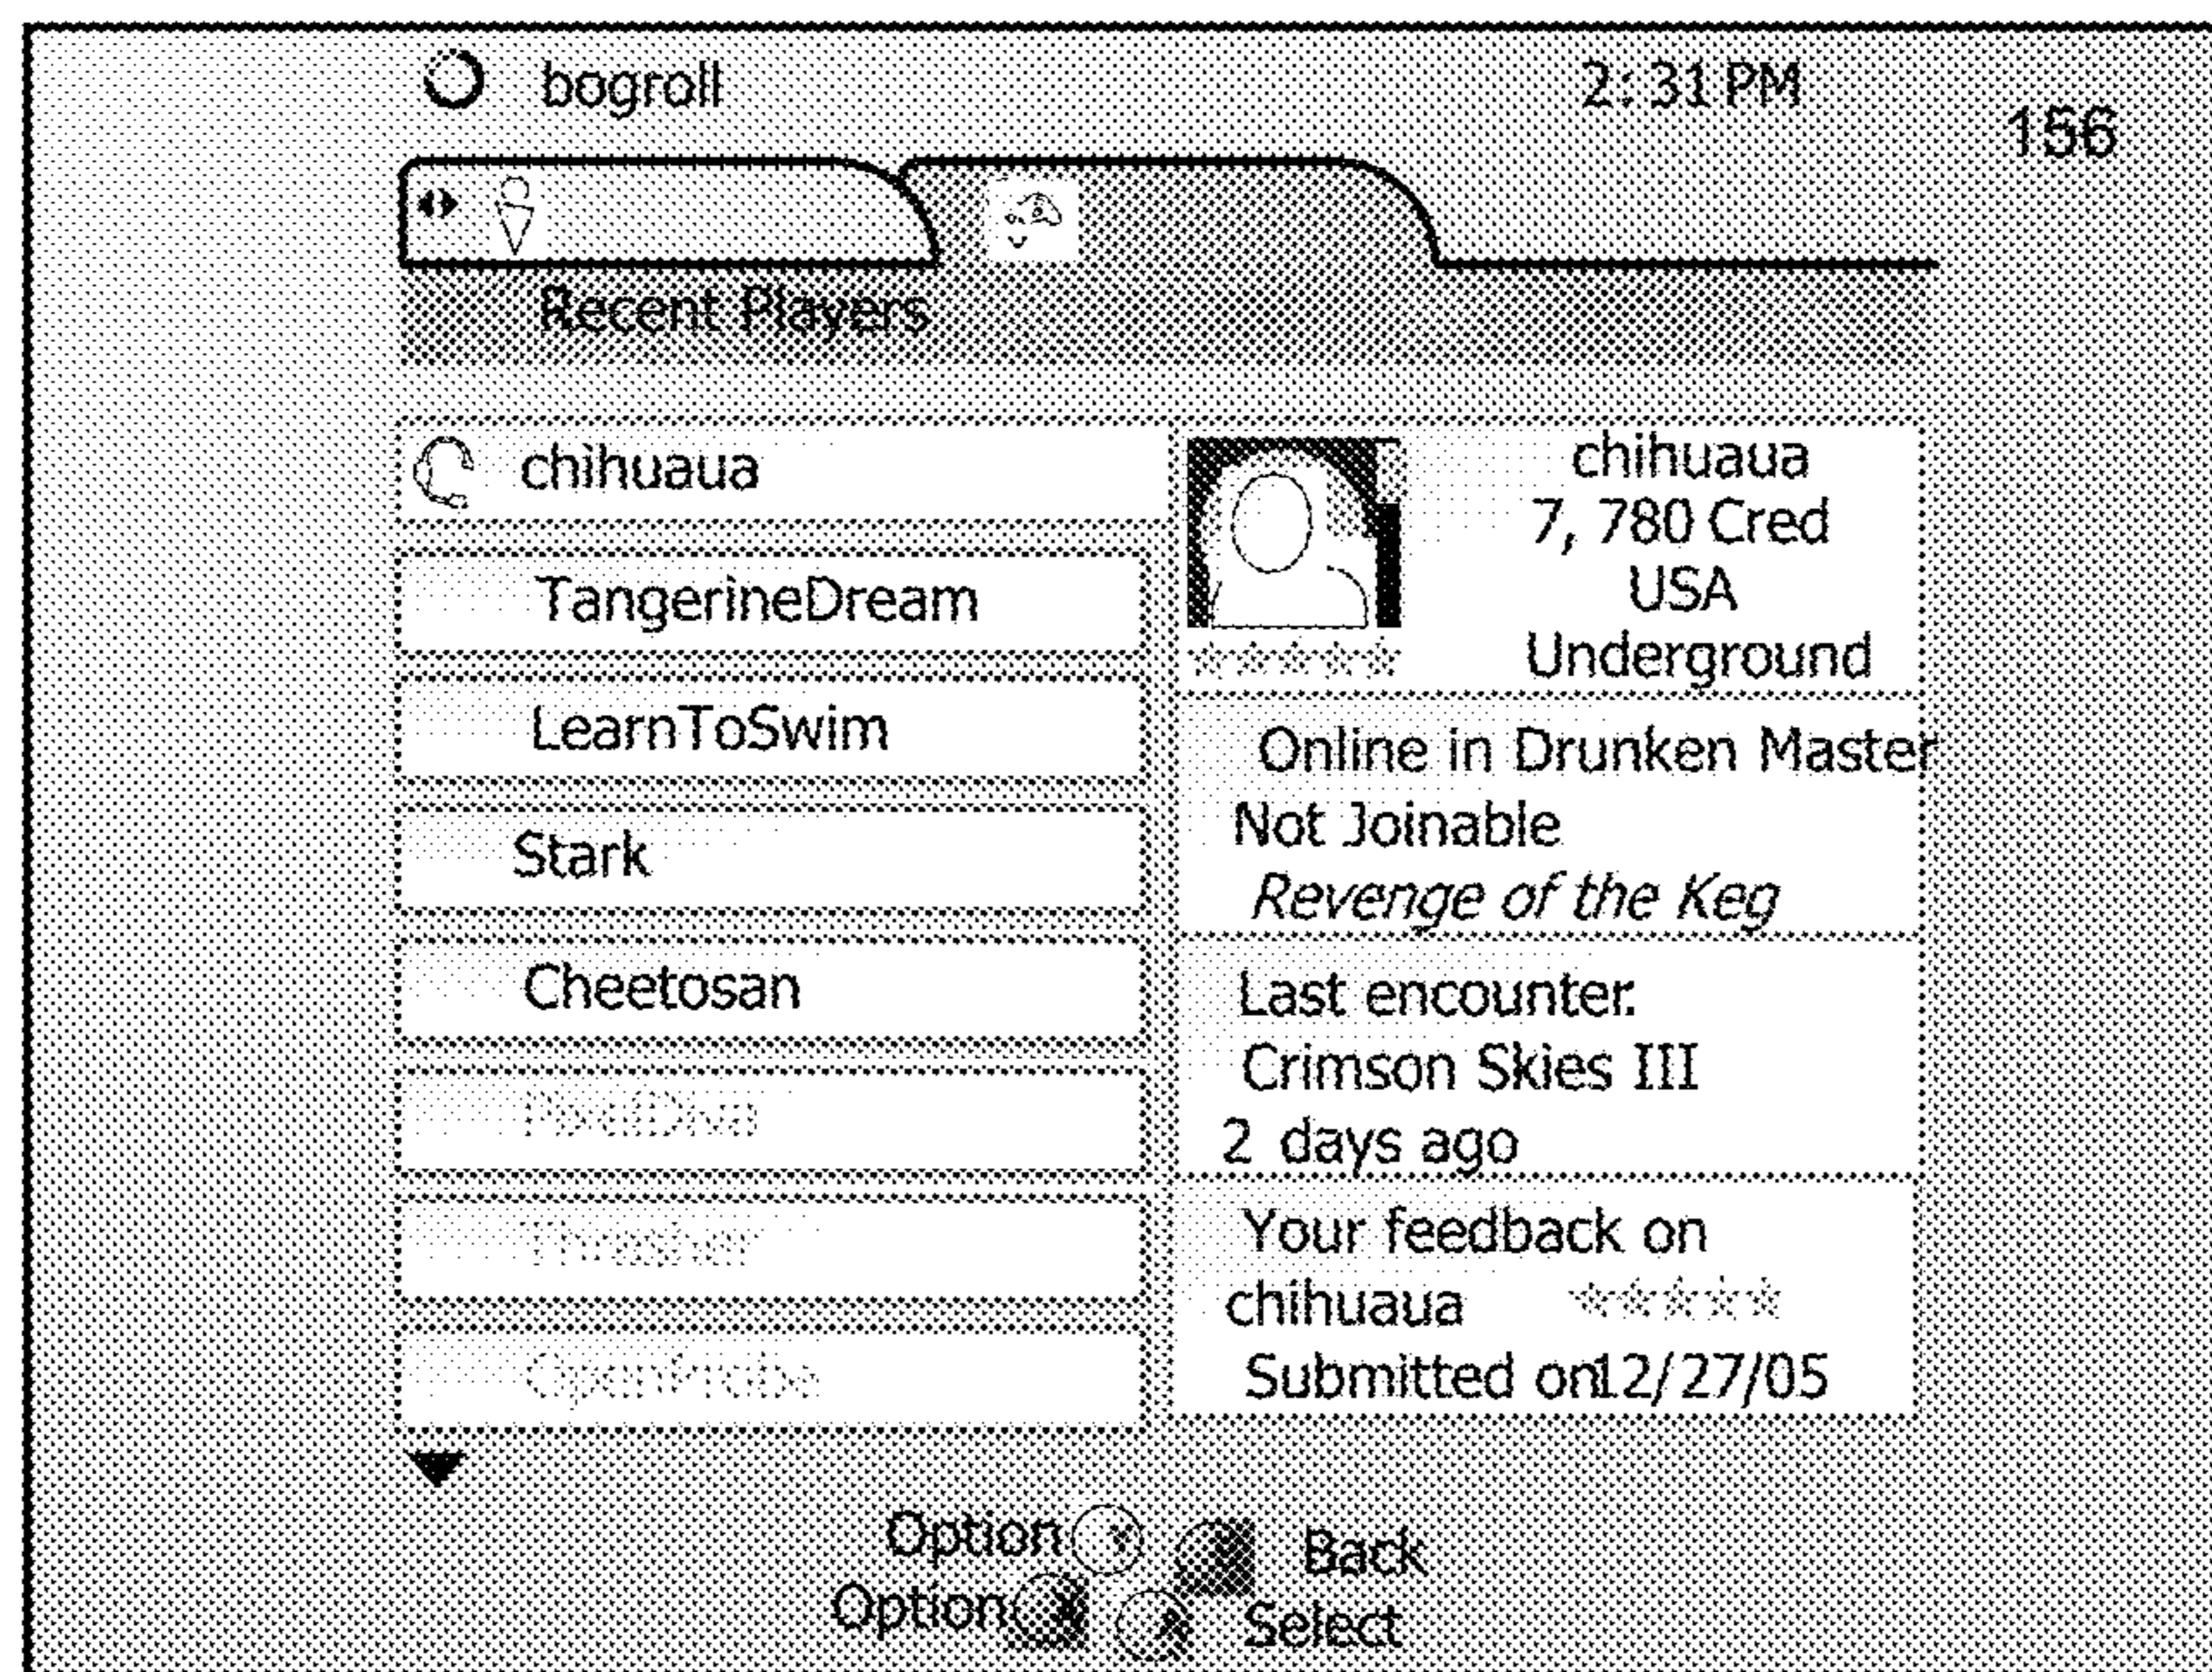 bogroll
2:31 PM
156
Recent Players
chihuaua
TangerineDream
LearnToSwim
Stark
Cheetosan
chihuaua
7, 780 Cred
USA
Underground
Online in Drunken Master
Not Joinable
Revenge of the Keg
Last encounter:
Crimson Skies III
2 days ago
Your feedback on
chihuaua
Submitted on12/27/05
Option Y
Back
Option X
A Select